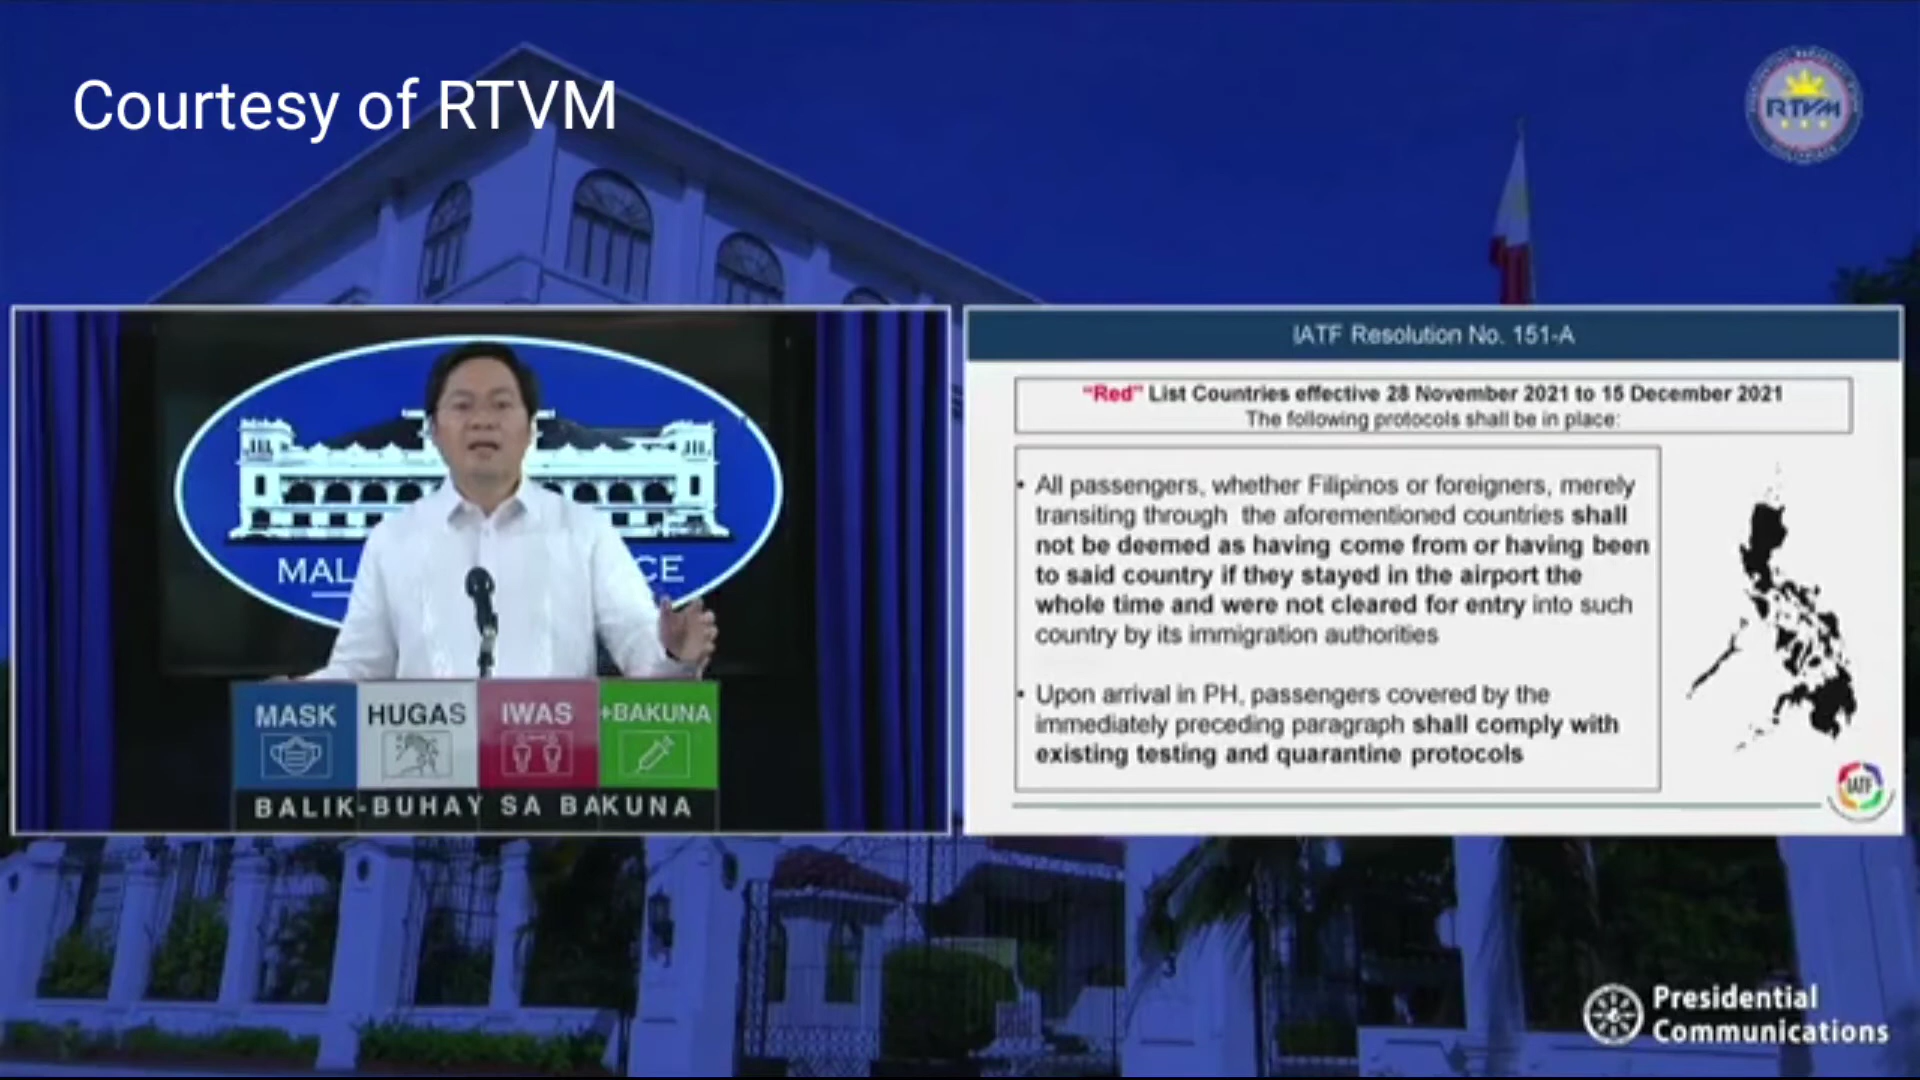 Courtesy of RTVM
RTVM
MAL
CE
MASK
HUGAS
IWAS
+BAKUNA
BALIK-BUHAY SA BAKUNA
IATF Resolution No. 151-A
"Red" List Countries effective 28 November 2021 to 15 December 2021
The following protocols shall be in place:
• All passengers, whether Filipinos or foreigners, merely
transiting through the aforementioned countries shall
not be deemed as having come from or having been
to said country if they stayed in the airport the
whole time and were not cleared for entry into such
country by its immigration authorities
• Upon arrival in PH, passengers covered by the
immediately preceding paragraph shall comply with
existing testing and quarantine protocols
IATF
Presidential
Communications